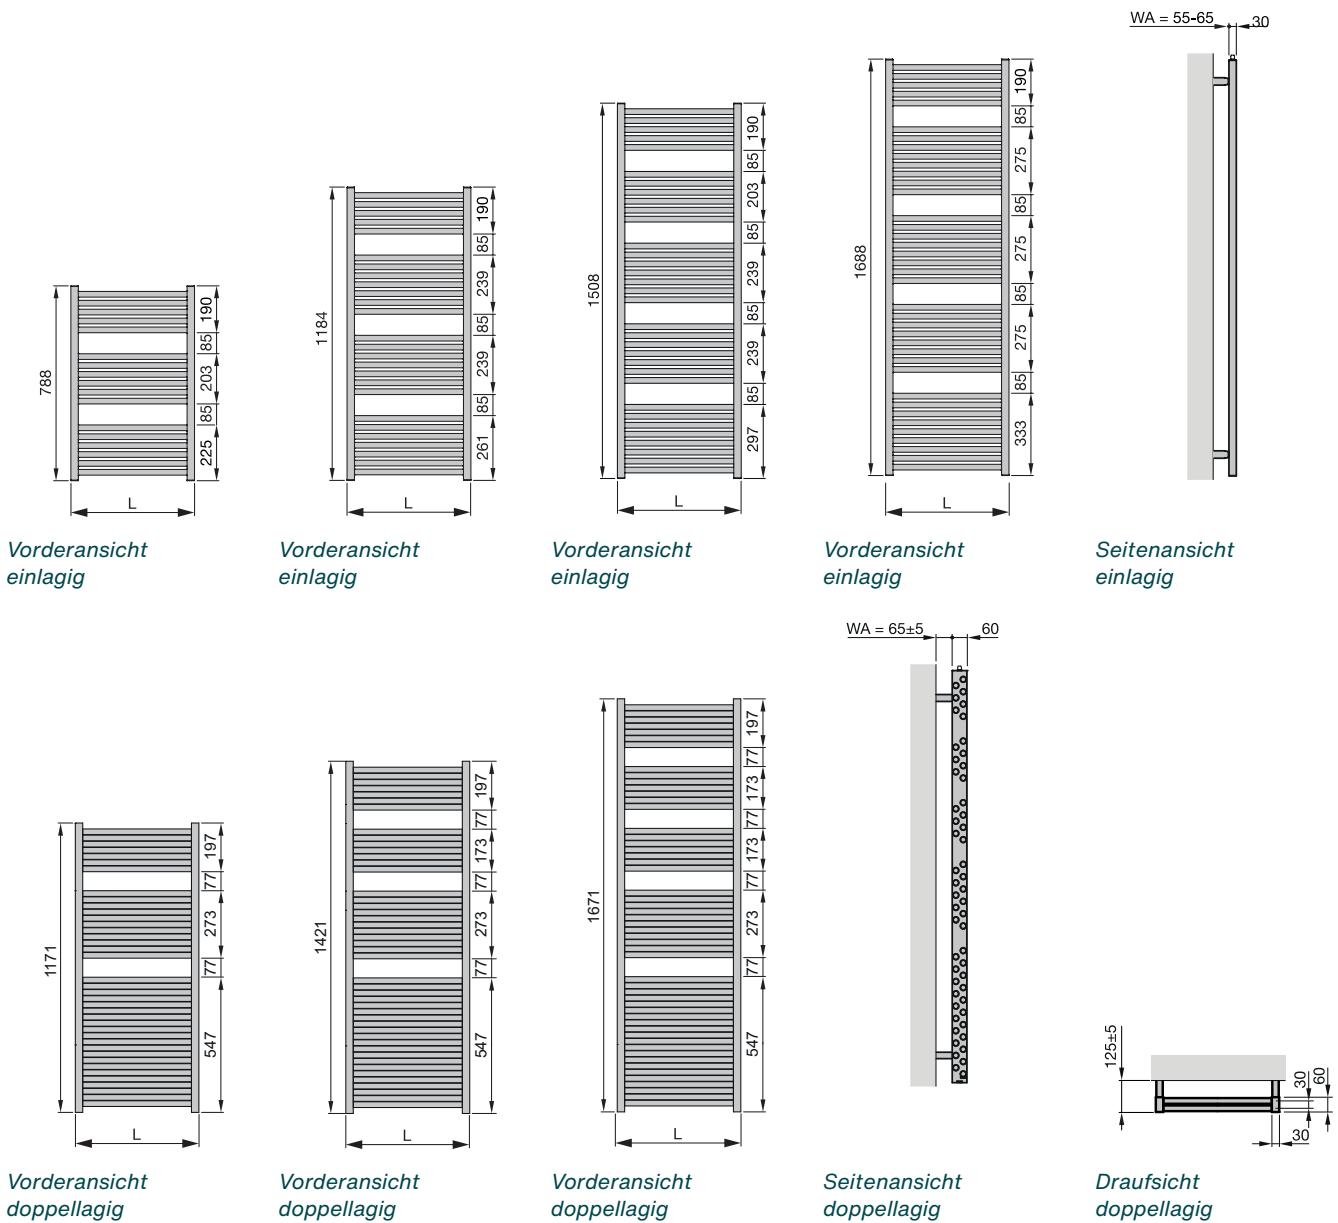 WA = 55-65
30
190
85
203
85
225
788
L
190
85
239
85
239
85
261
1184
L
190
85
203
85
239
85
239
85
297
1508
L
190
85
275
85
275
85
275
85
333
1688
L
Vorderansicht
einlagig
Vorderansicht
einlagig
Vorderansicht
einlagig
Vorderansicht
einlagig
Seitenansicht
einlagig
197
77
273
77
547
1171
L
197
77
173
77
273
77
547
1421
L
197
77
173
77
173
77
273
77
547
1671
L
WA = 65±5
60
125±5
30
60
30
Vorderansicht
doppellagig
Vorderansicht
doppellagig
Vorderansicht
doppellagig
Seitenansicht
doppellagig
Draufsicht
doppellagig